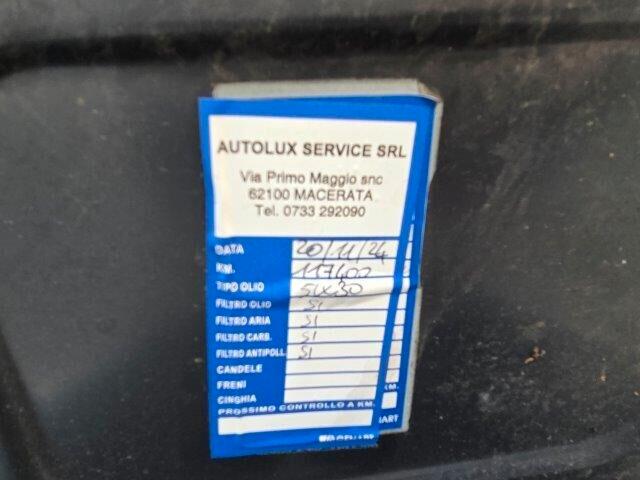 AUTOLUX SERVICE SRL
Via Primo Maggio snc
62100 MACERATA
Tel. 0733 292090
DATA 20/11/24
KM. 117400
TIPO OLIO 5W30
FILTRO OLIO SI
FILTRO ARIA SI
FILTRO CARB. SI
FILTRO ANTIPOLL. SI
CANDELE
FRENI KM.
CINGHIA
PROSSIMO CONTROLLO A KM.